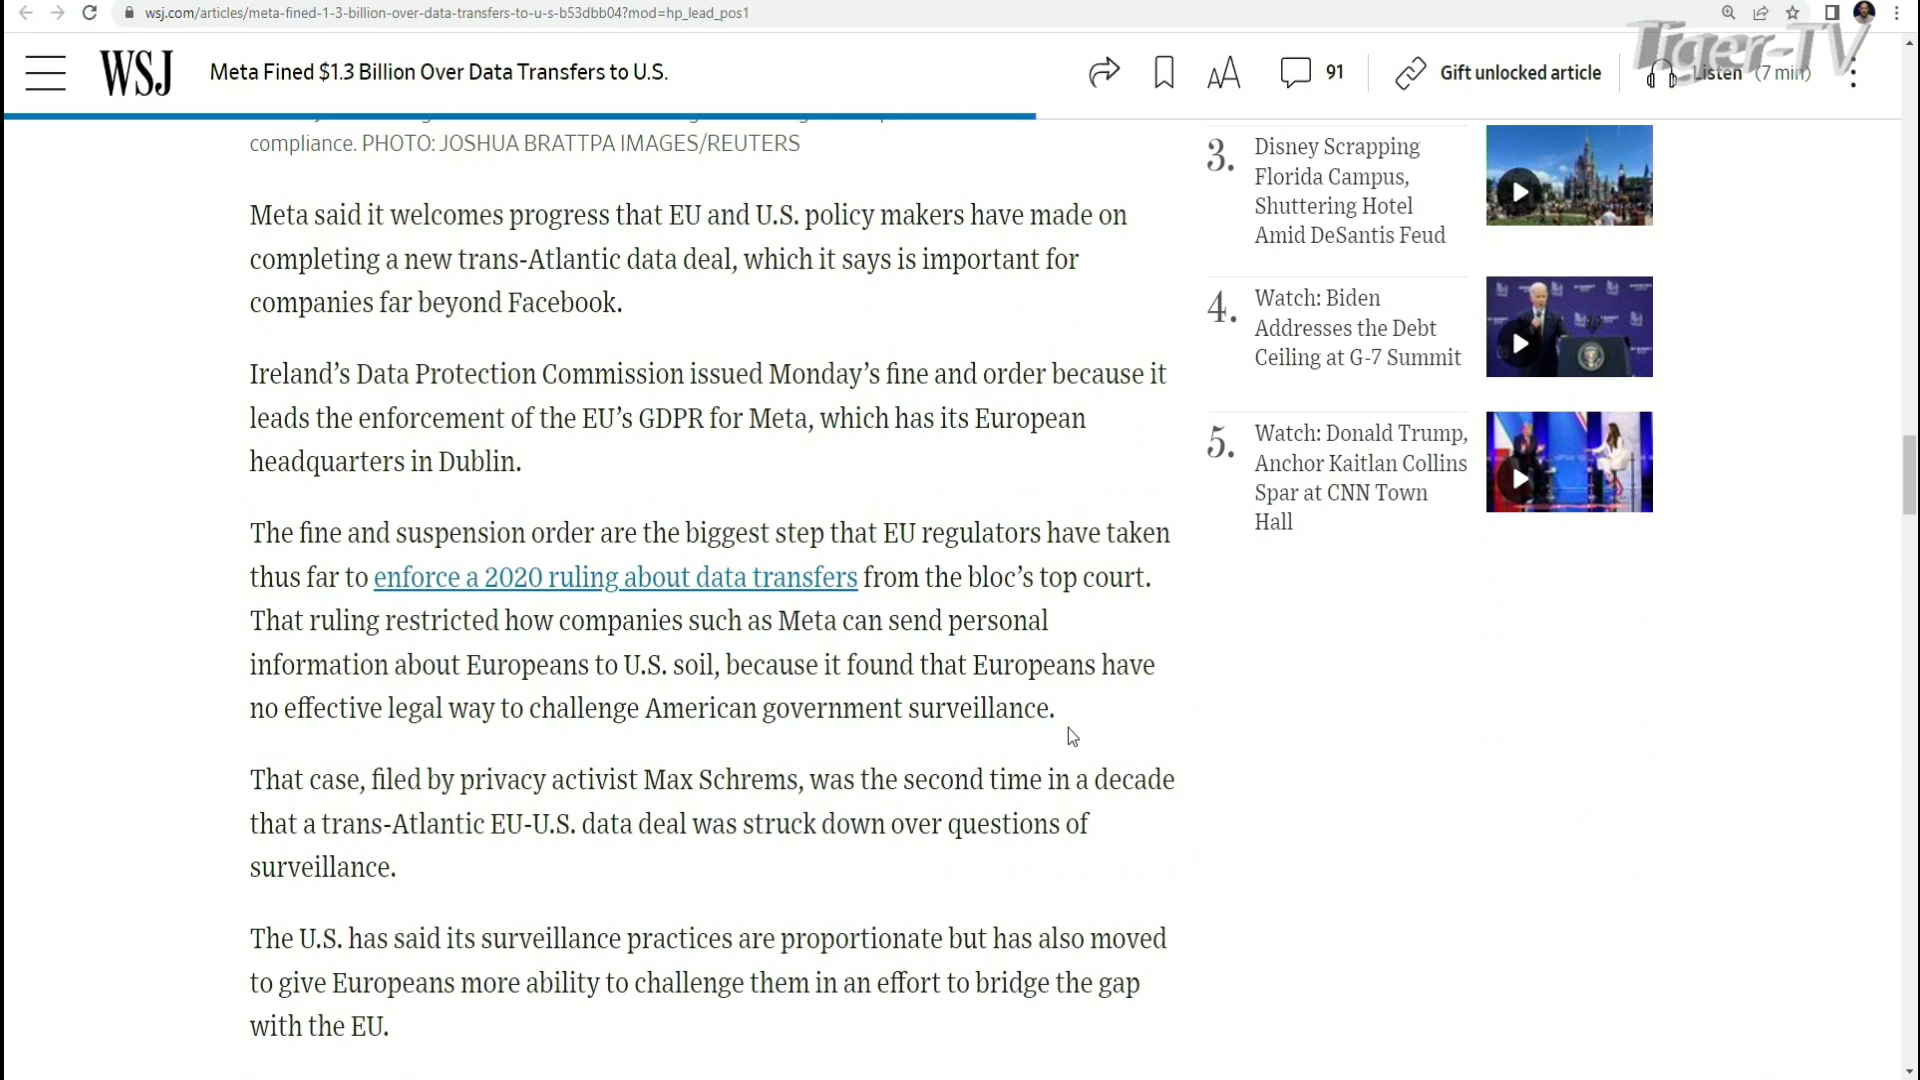 wsj.com/articles/meta-fined-1-3-billion-over-data-transfers-to-u-s-b53dbb04?mod=hp_lead_pos1
WSJ
Meta Fined $1.3 Billion Over Data Transfers to U.S.
91
Gift unlocked article
Listen (7 min)
Tiger-TV
compliance. PHOTO: JOSHUA BRATTPA IMAGES/REUTERS
Meta said it welcomes progress that EU and U.S. policy makers have made on
completing a new trans-Atlantic data deal, which it says is important for
companies far beyond Facebook.
Ireland’s Data Protection Commission issued Monday’s fine and order because it
leads the enforcement of the EU’s GDPR for Meta, which has its European
headquarters in Dublin.
The fine and suspension order are the biggest step that EU regulators have taken
thus far to enforce a 2020 ruling about data transfers from the bloc’s top court.
That ruling restricted how companies such as Meta can send personal
information about Europeans to U.S. soil, because it found that Europeans have
no effective legal way to challenge American government surveillance.
That case, filed by privacy activist Max Schrems, was the second time in a decade
that a trans-Atlantic EU-U.S. data deal was struck down over questions of
surveillance.
The U.S. has said its surveillance practices are proportionate but has also moved
to give Europeans more ability to challenge them in an effort to bridge the gap
with the EU.
3.
Disney Scrapping
Florida Campus,
Shuttering Hotel
Amid DeSantis Feud
4.
Watch: Biden
Addresses the Debt
Ceiling at G-7 Summit
5.
Watch: Donald Trump,
Anchor Kaitlan Collins
Spar at CNN Town
Hall